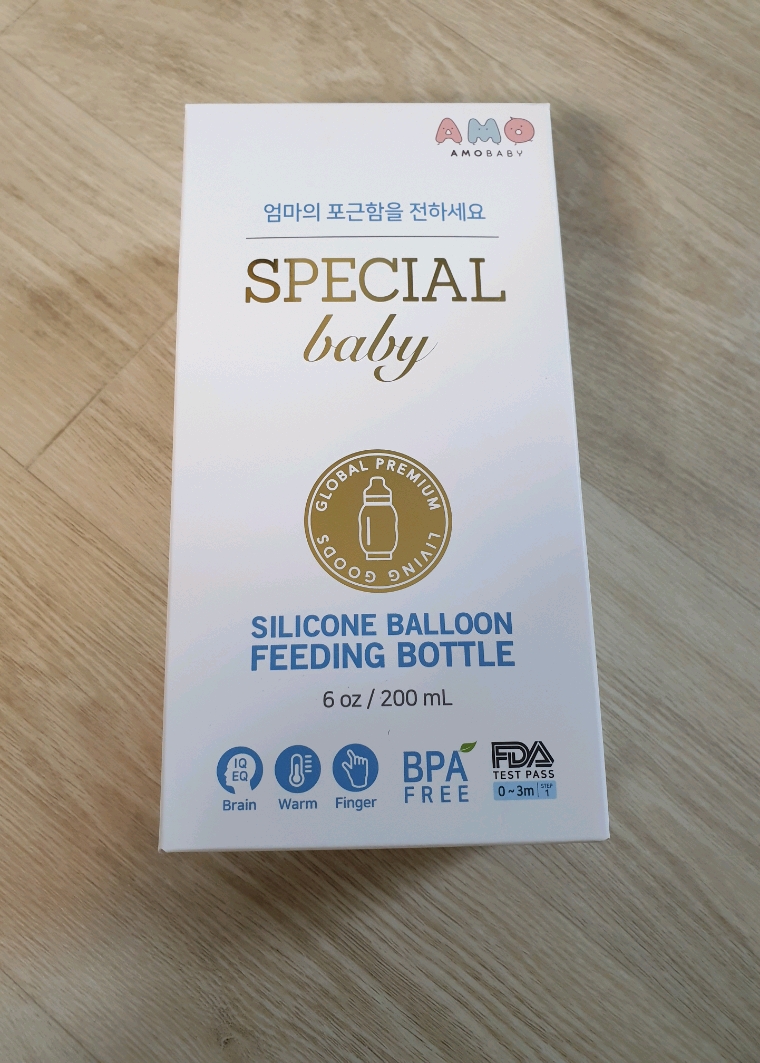 AMO
AMOBABY
엄마의 포근함을 전하세요
SPECIAL
baby
GLOBAL PREMIUM
LIVING GOODS
SILICONE BALLOON
FEEDING BOTTLE
6 oz / 200 mL
IQ
EQ
Brain
Warm
Finger
BPA
FREE
FDA
TEST PASS
0~3m STEP 1